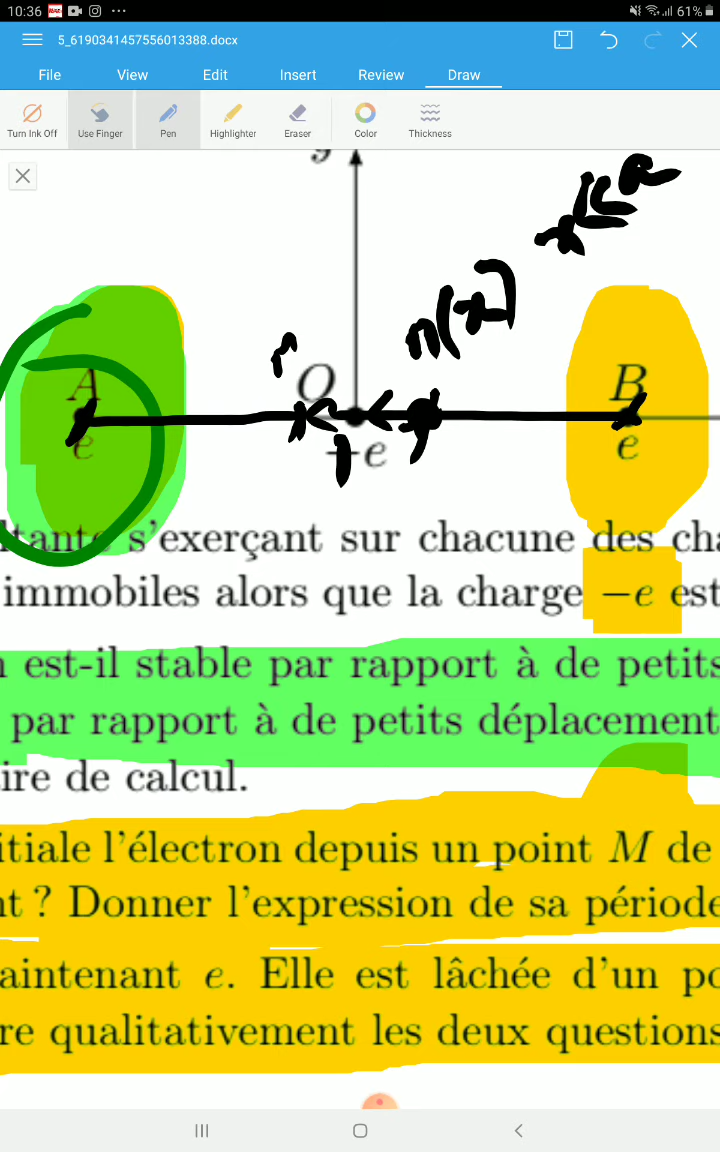 10:36 61%
5_6190341457556013388.docx
File View Edit Insert Review Draw
Turn Ink Off Use Finger Pen Highlighter Eraser Color Thickness
y
x << a
n(x)
A O B
e −e e
ltante s'exerçant sur chacune des cha
immobiles alors que la charge −e est
n est-il stable par rapport à de petits
par rapport à de petits déplacement
ire de calcul.
itiale l'électron depuis un point M de
nt ? Donner l'expression de sa période
aintenant e. Elle est lâchée d'un po
re qualitativement les deux questions